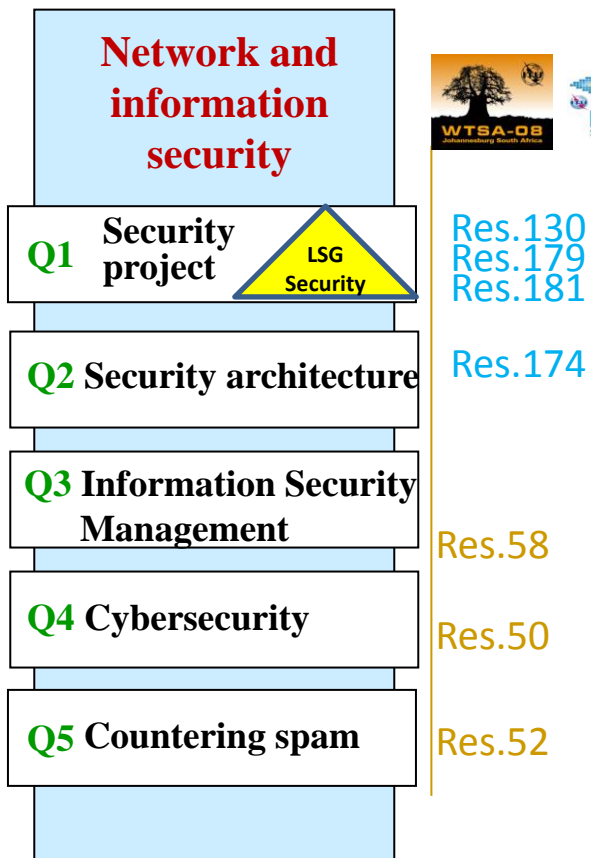 Network and
information
security
WTSA-08
Johannesburg South Africa
Q1 Security
project
LSG
Security
Res.130
Res.179
Res.181
Q2 Security architecture
Res.174
Q3 Information Security
Management
Res.58
Q4 Cybersecurity
Res.50
Q5 Countering spam
Res.52